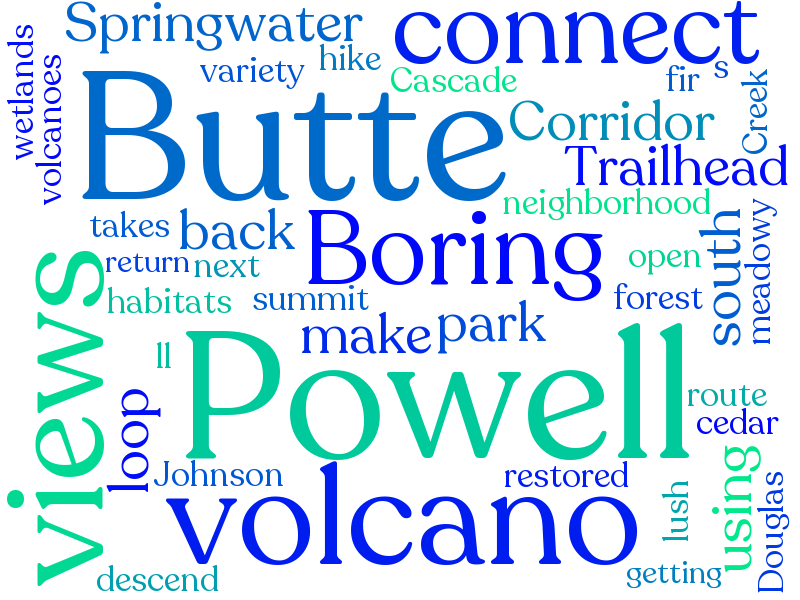 Springwater
connect
wetlands
volcanoes
variety
hike
Cascade
fir
s
Creek
Butte
Corridor
Trailhead
neighborhood
takes
back
Boring
return
next
open
south
meadowy
views
habitats
summit
forest
make
park
ll
Powell
loop
route
cedar
Johnson
restored
volcano
lush
using
Douglas
descend
getting